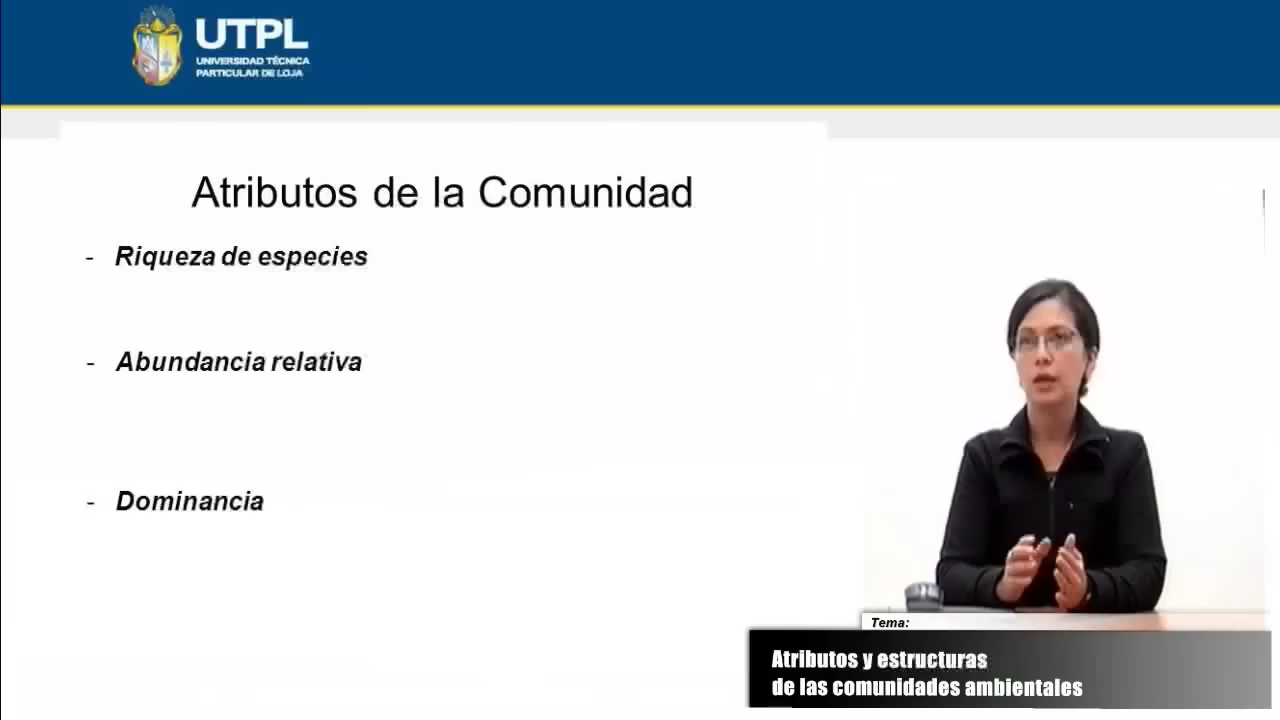 UTPL
UNIVERSIDAD TÉCNICA
PARTICULAR DE LOJA
Atributos de la Comunidad
- Riqueza de especies
- Abundancia relativa
- Dominancia
Tema:
Atributos y estructuras
de las comunidades ambientales